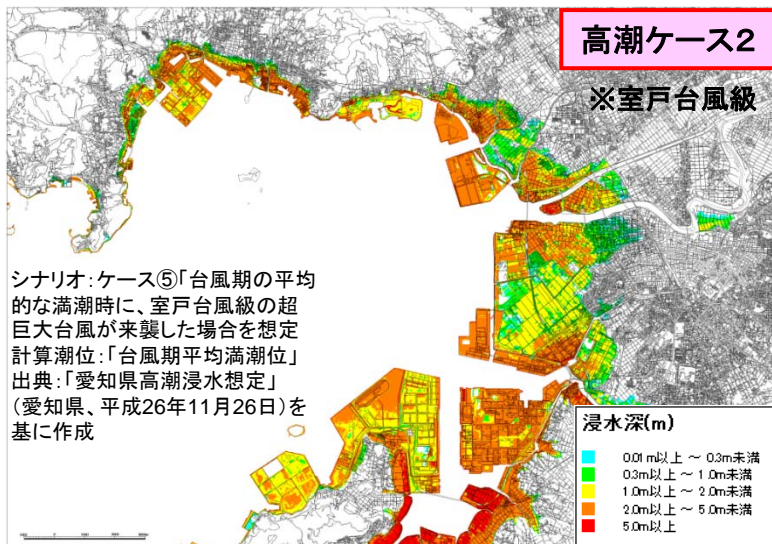 高潮ケース2
※室戸台風級
シナリオ:ケース⑤「台風期の平均
的な満潮時に、室戸台風級の超
巨大台風が来襲した場合を想定
計算潮位:「台風期平均満潮位」
出典:「愛知県高潮浸水想定」
(愛知県、平成26年11月26日)を
基に作成
浸水深(m)
0.01m以上 ~ 0.3m未満
0.3m以上 ~ 1.0m未満
1.0m以上 ~ 2.0m未満
2.0m以上 ~ 5.0m未満
5.0m以上